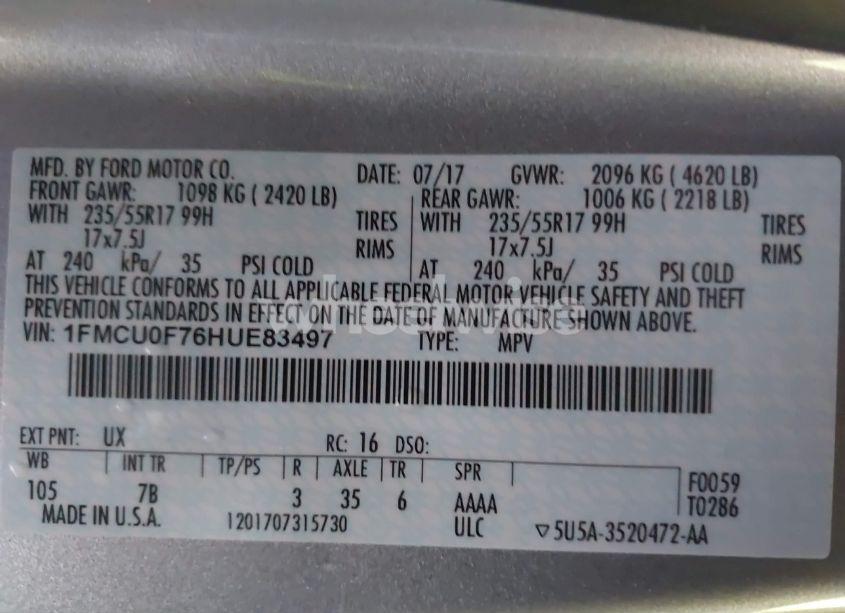 MFD. BY FORD MOTOR CO. DATE: 07/17 GVWR: 2096 KG ( 4620 LB)
FRONT GAWR: 1098 KG ( 2420 LB) REAR GAWR: 1006 KG ( 2218 LB)
WITH 235/55R17 99H TIRES WITH 235/55R17 99H TIRES
17x7.5J RIMS 17x7.5J RIMS
AT 240 kPa/ 35 PSI COLD AT 240 kPa/ 35 PSI COLD
THIS VEHICLE CONFORMS TO ALL APPLICABLE FEDERAL MOTOR VEHICLE SAFETY AND THEFT
PREVENTION STANDARDS IN EFFECT ON THE DATE OF MANUFACTURE SHOWN ABOVE.
VIN: 1FMCU0F76HUE83497 TYPE: MPV
EXT PNT: UX RC: 16 DSO:
WB INT TR TP/PS R AXLE TR SPR F0059
105 7B 3 35 6 AAAA T0286
MADE IN U.S.A. 1201707315730 ULC ▽5U5A-3520472-AA